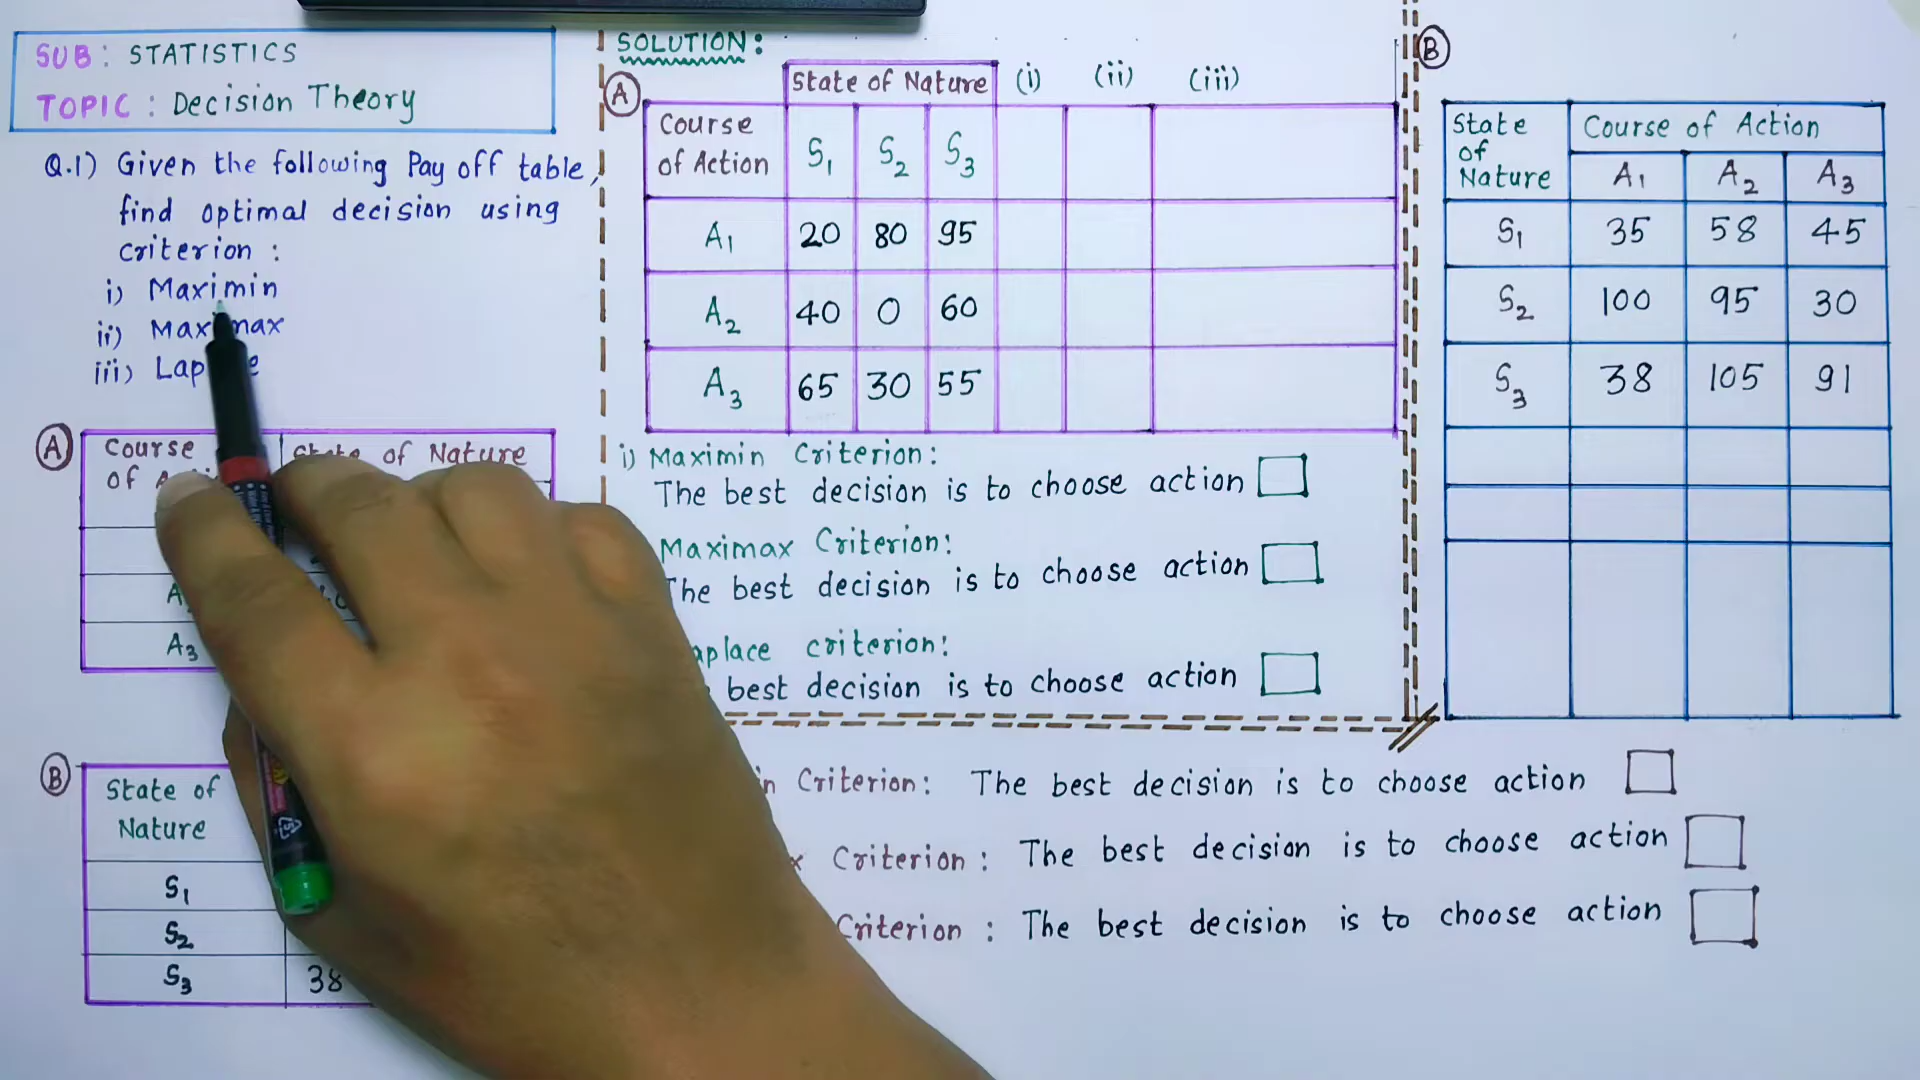 SUB : STATISTICS
TOPIC : Decision Theory
Q.1) Given the following Pay off table,
find optimal decision using
criterion :
i) Maximin
ii)
iii)
A
Course
of
State of Nature
A3
B
State of
Nature
S1
S2
S3 38
SOLUTION :
A
State of Nature (i) (ii) (iii)
Course
of Action S1 S2 S3
A1 20 80 95
A2 40 0 60
A3 65 30 55
i) Maximin Criterion:
The best decision is to choose action
Maximax Criterion:
The best decision is to choose action
criterion:
best decision is to choose action
B
State
of
Nature
Course of Action
A1 A2 A3
S1 35 58 45
S2 100 95 30
S3 38 105 91
Criterion: The best decision is to choose action
Criterion : The best decision is to choose action
Criterion : The best decision is to choose action